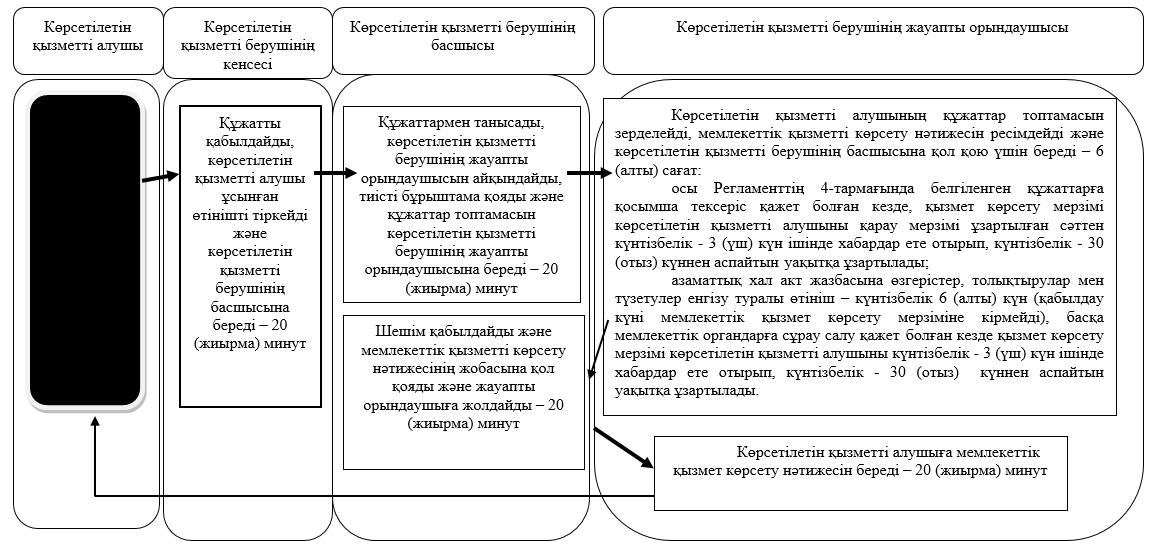 Көрсетілетін
қызметті алушы
Көрсетілетін
қызметті берушінің
кеңсесі
Көрсетілетін қызметті берушінің
басшысы
Көрсетілетін қызметті берушінің жауапты орындаушысы
Құжатты
қабылдайды,
көрсетілетін
қызметті алушы
ұсынған
өтінішті тіркейді
және
көрсетілетін
қызметті
берушінің
басшысына
береді – 20
(жиырма) минут
Құжаттармен танысады,
көрсетілетін қызметті
берушінің жауапты
орындаушысын айқындайды,
тиісті бұрыштама қояды және
құжаттар топтамасын
көрсетілетін қызметті
берушінің жауапты
орындаушысына береді – 20
(жиырма) минут
Шешім қабылдайды және
мемлекеттік қызметті көрсету
нәтижесінің жобасына қол
қояды және жауапты
орындаушыға жолдайды – 20
(жиырма) минут
Көрсетілетін қызметті алушының құжаттар топтамасын
зерделейді, мемлекеттік қызметті көрсету нәтижесін ресімдейді және
көрсетілетін қызметті берушінің басшысына қол қою үшін береді – 6
(алты) сағат:
осы Регламенттің 4-тармағында белгіленген құжаттарға
қосымша тексеріс қажет болған кезде, қызмет көрсету мерзімі
көрсетілетін қызметті алушыны қарау мерзімі ұзартылған сәттен
күнтізбелік - 3 (үш) күн ішінде хабардар ете отырып, күнтізбелік - 30
(отыз) күннен аспайтын уақытқа ұзартылады;
азаматтық хал акт жазбасына өзгерістер, толықтырулар мен
түзетулер енгізу туралы өтініш – күнтізбелік 6 (алты) күн (қабылдау
күні мемлекеттік қызмет көрсету мерзіміне кірмейді), басқа
мемлекеттік органдарға сұрау салу қажет болған кезде қызмет көрсету
мерзімі көрсетілетін қызметті алушыны күнтізбелік - 3 (үш) күн ішінде
хабардар ете отырып, күнтізбелік - 30 (отыз) күннен аспайтын
уақытқа ұзартылады.
Көрсетілетін қызметті алушыға мемлекеттік
қызмет көрсету нәтижесін береді – 20 (жиырма) минут